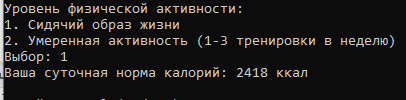 Уровень физической активности:
1. Сидячий образ жизни
2. Умеренная активность (1-3 тренировки в неделю)
Выбор: 1
Ваша суточная норма калорий: 2418 ккал